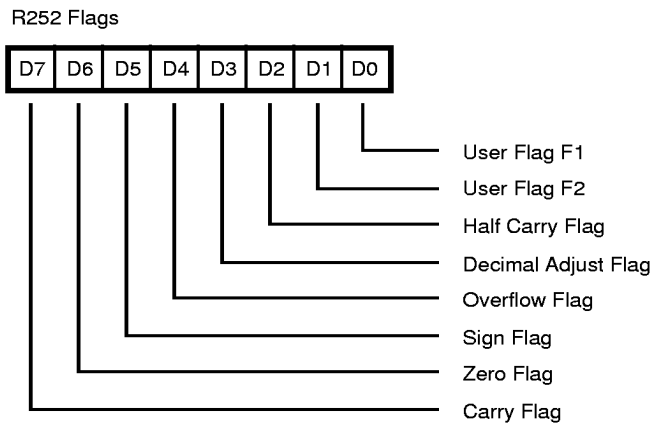 R252 Flags
D7 D6 D5 D4 D3 D2 D1 D0
User Flag F1
User Flag F2
Half Carry Flag
Decimal Adjust Flag
Overflow Flag
Sign Flag
Zero Flag
Carry Flag